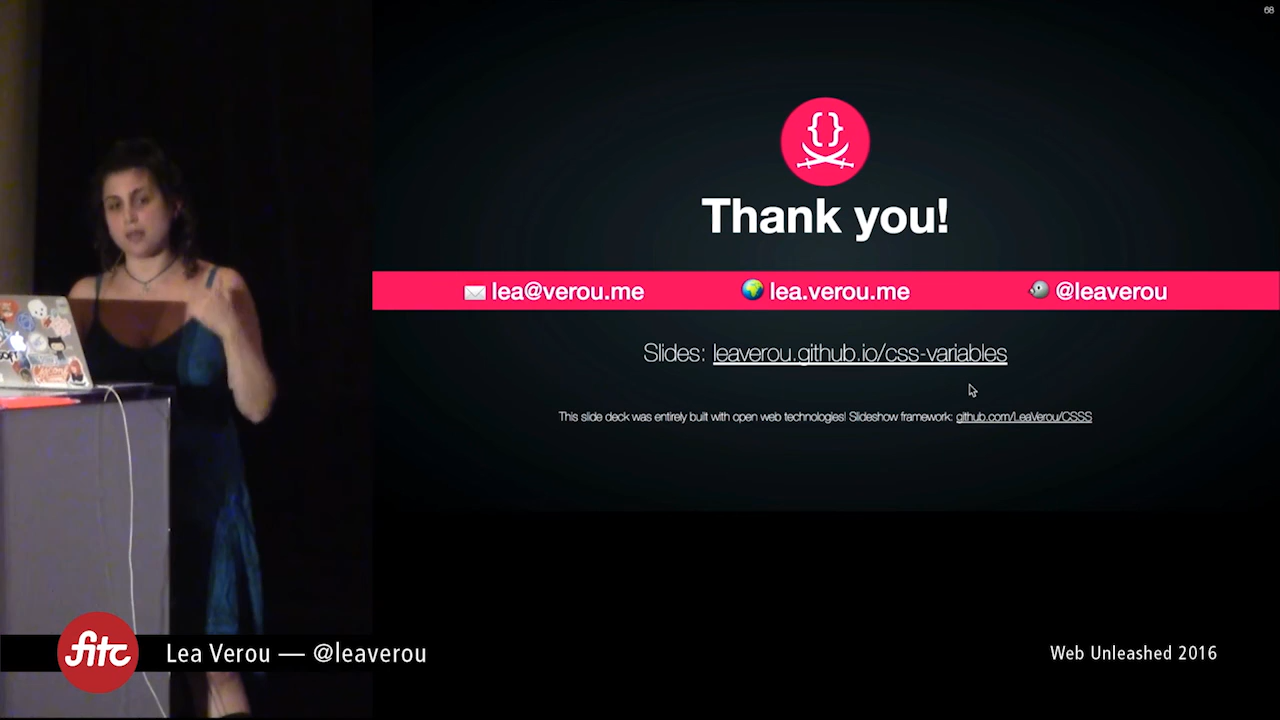 68
{}
Thank you!
lea@verou.me lea.verou.me @leaverou
Slides: leaverou.github.io/css-variables
This slide deck was entirely built with open web technologies! Slideshow framework: github.com/LeaVerou/CSSS
fitc
Lea Verou — @leaverou
Web Unleashed 2016